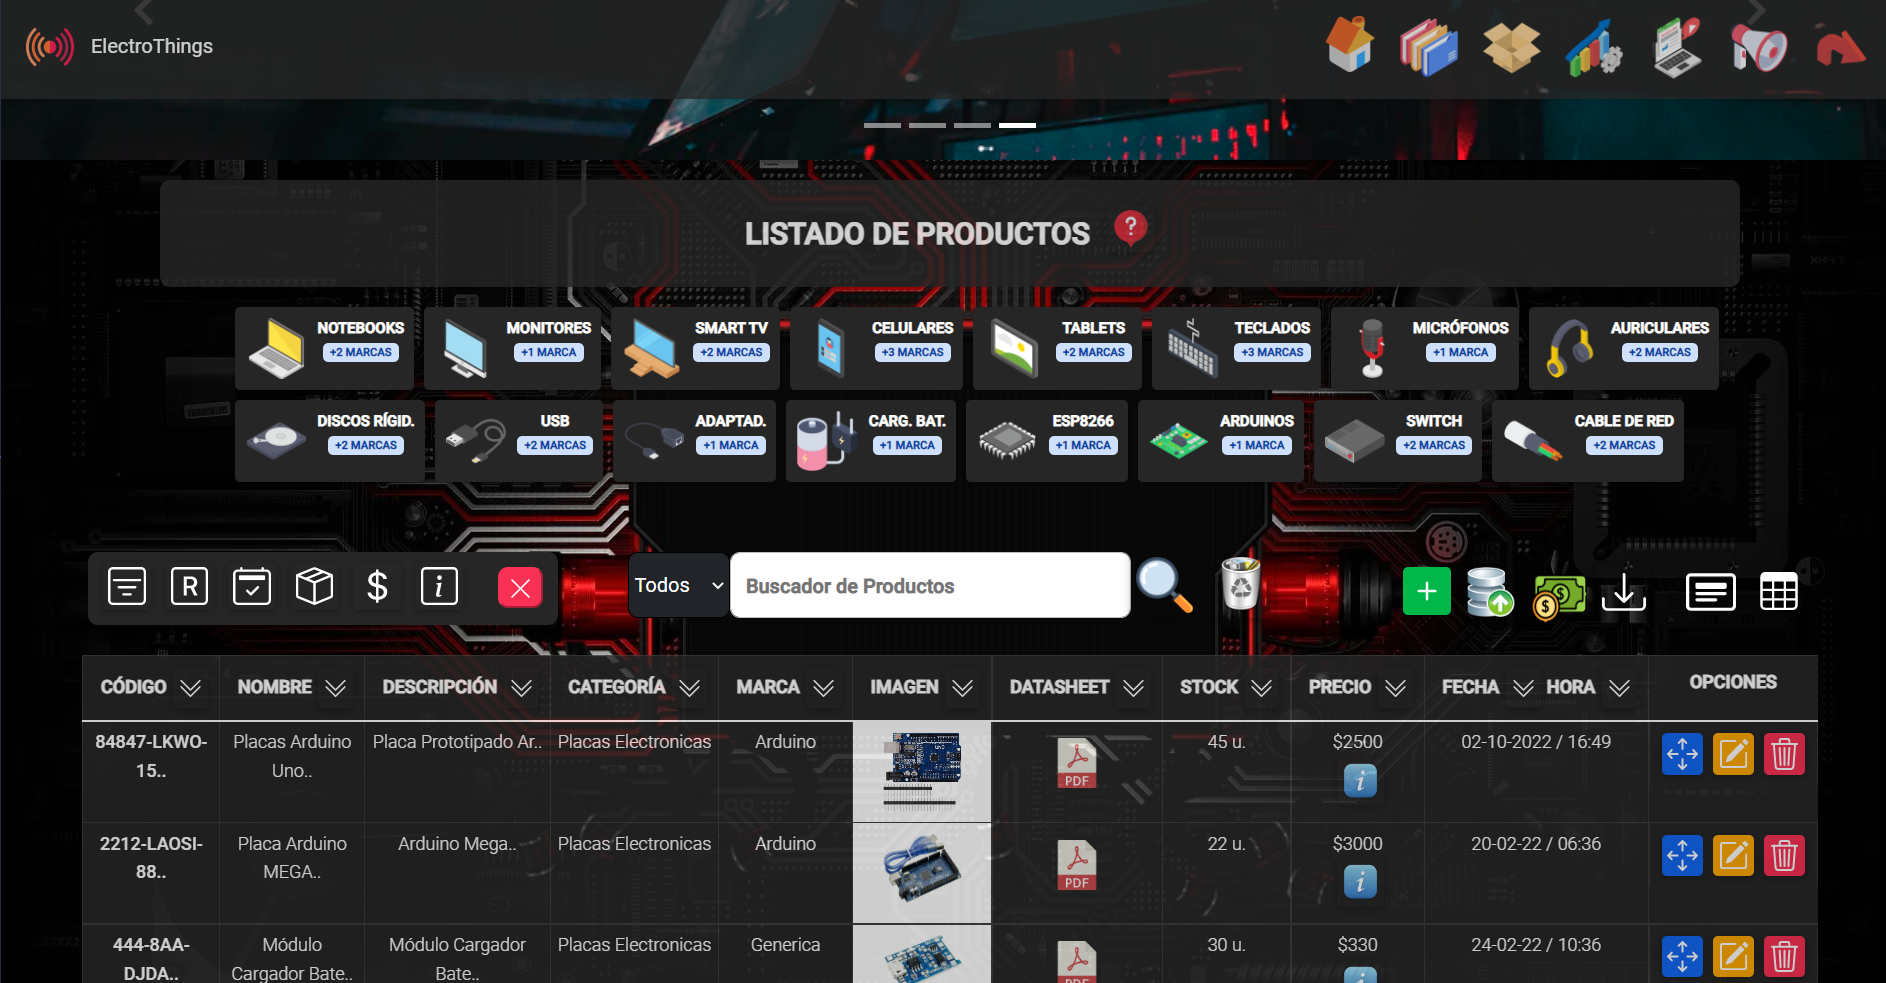 ElectroThings
LISTADO DE PRODUCTOS
?
NOTEBOOKS
+2 MARCAS
MONITORES
+1 MARCA
SMART TV
+2 MARCAS
CELULARES
+3 MARCAS
TABLETS
+2 MARCAS
TECLADOS
+3 MARCAS
MICRÓFONOS
+1 MARCA
AURICULARES
+2 MARCAS
DISCOS RÍGID.
+2 MARCAS
USB
+2 MARCAS
ADAPTAD.
+1 MARCA
CARG. BAT.
+1 MARCA
ESP8266
+1 MARCA
ARDUINOS
+1 MARCA
SWITCH
+2 MARCAS
CABLE DE RED
+2 MARCAS
R $ i Todos Buscador de Productos +
CÓDIGO NOMBRE DESCRIPCIÓN CATEGORÍA MARCA IMAGEN DATASHEET STOCK PRECIO FECHA HORA OPCIONES
84847-LKWO-15..
Placas Arduino
Uno..
Placa Prototipado Ar..
Placas Electronicas
Arduino
PDF
45 u.
$2500
i
02-10-2022 / 16:49
2212-LAOSI-
88..
Placa Arduino
MEGA..
Arduino Mega..
Placas Electronicas
Arduino
PDF
22 u.
$3000
i
20-02-22 / 06:36
444-8AA-
DJDA..
Módulo
Cargador Bate..
Módulo Cargador
Bate..
Placas Electronicas
Generica
PDF
30 u.
$330
24-02-22 / 10:36